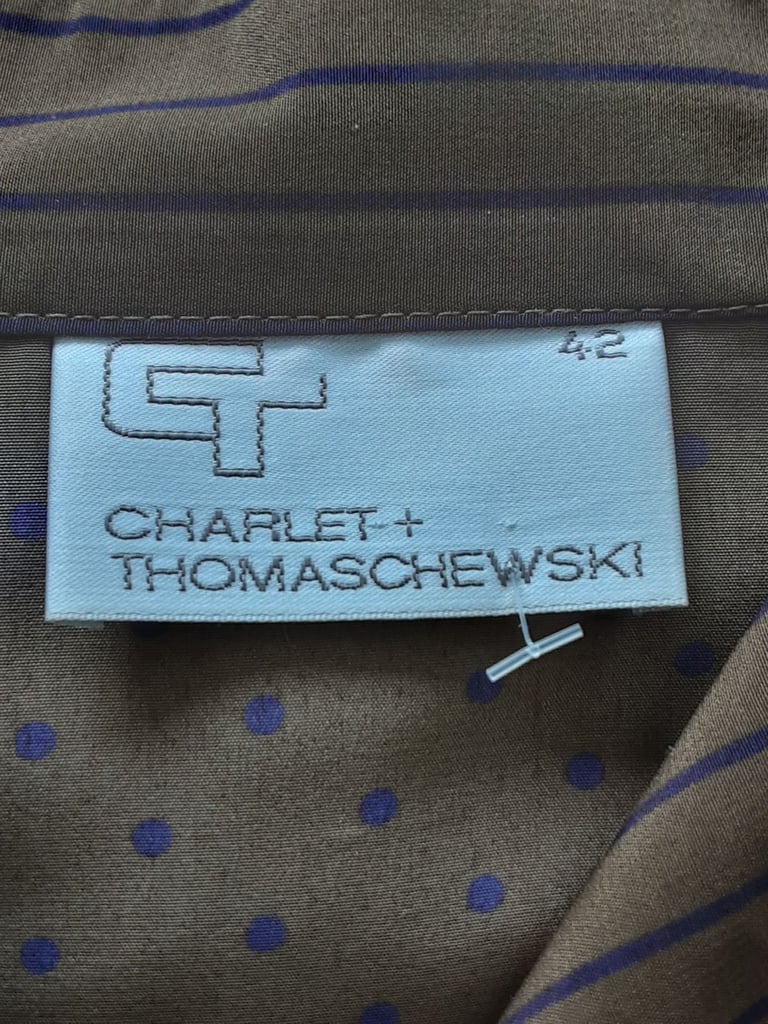 42
CT
CHARLET +
THOMASCHEWSKI